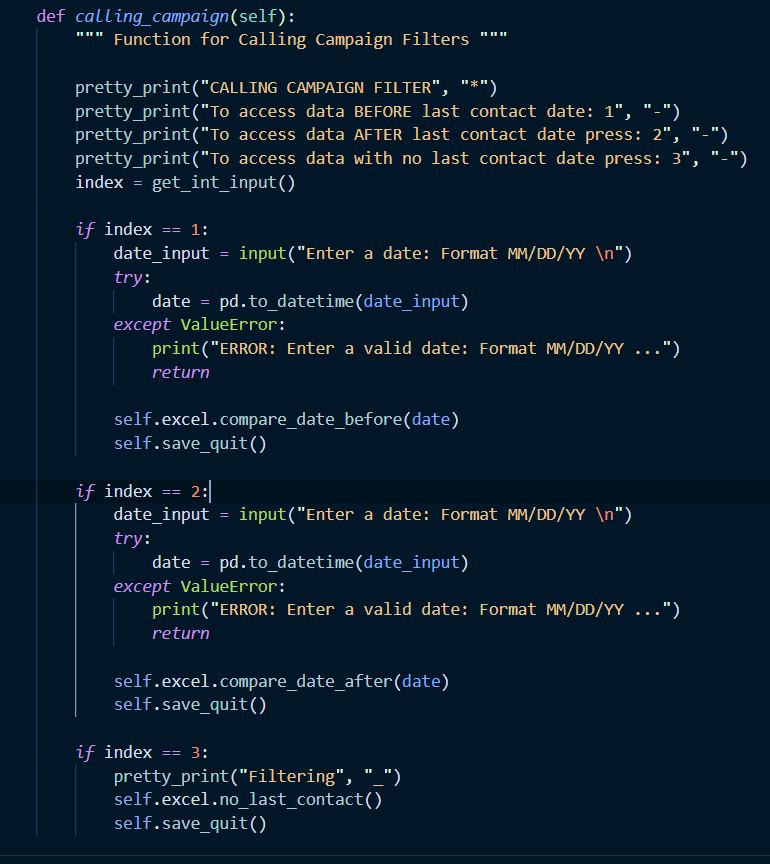 def calling_campaign(self):
    """ Function for Calling Campaign Filters """

    pretty_print("CALLING CAMPAIGN FILTER", "*")
    pretty_print("To access data BEFORE last contact date: 1", "-")
    pretty_print("To access data AFTER last contact date press: 2", "-")
    pretty_print("To access data with no last contact date press: 3", "-")
    index = get_int_input()

    if index == 1:
        date_input = input("Enter a date: Format MM/DD/YY \n")
        try:
            date = pd.to_datetime(date_input)
        except ValueError:
            print("ERROR: Enter a valid date: Format MM/DD/YY ...")
            return

        self.excel.compare_date_before(date)
        self.save_quit()

    if index == 2:
        date_input = input("Enter a date: Format MM/DD/YY \n")
        try:
            date = pd.to_datetime(date_input)
        except ValueError:
            print("ERROR: Enter a valid date: Format MM/DD/YY ...")
            return

        self.excel.compare_date_after(date)
        self.save_quit()

    if index == 3:
        pretty_print("Filtering", "_")
        self.excel.no_last_contact()
        self.save_quit()